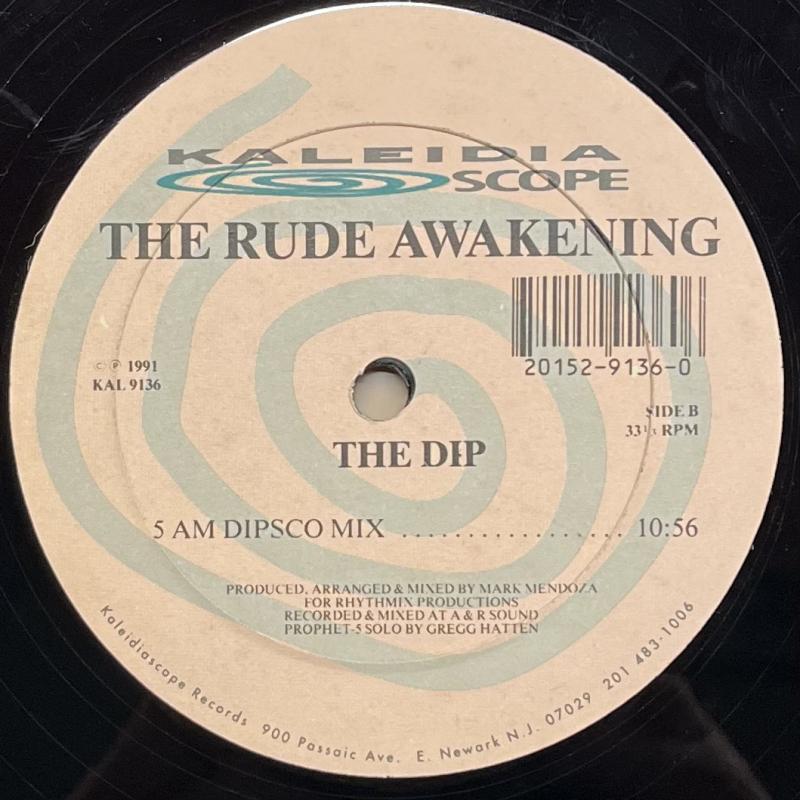 KALEIDIA
SCOPE
THE RUDE AWAKENING
20152-9136-0
© ℗ 1991
KAL 9136
SIDE B
33 1/3 RPM
THE DIP
5 AM DIPSCO MIX .................. 10:56
PRODUCED, ARRANGED & MIXED BY MARK MENDOZA
FOR RHYTHMIX PRODUCTIONS
RECORDED & MIXED AT A & R SOUND
PROPHET-5 SOLO BY GREGG HATTEN
Kaleidiascope Records 900 Passaic Ave. E. Newark N.J. 07029 201 483-1006